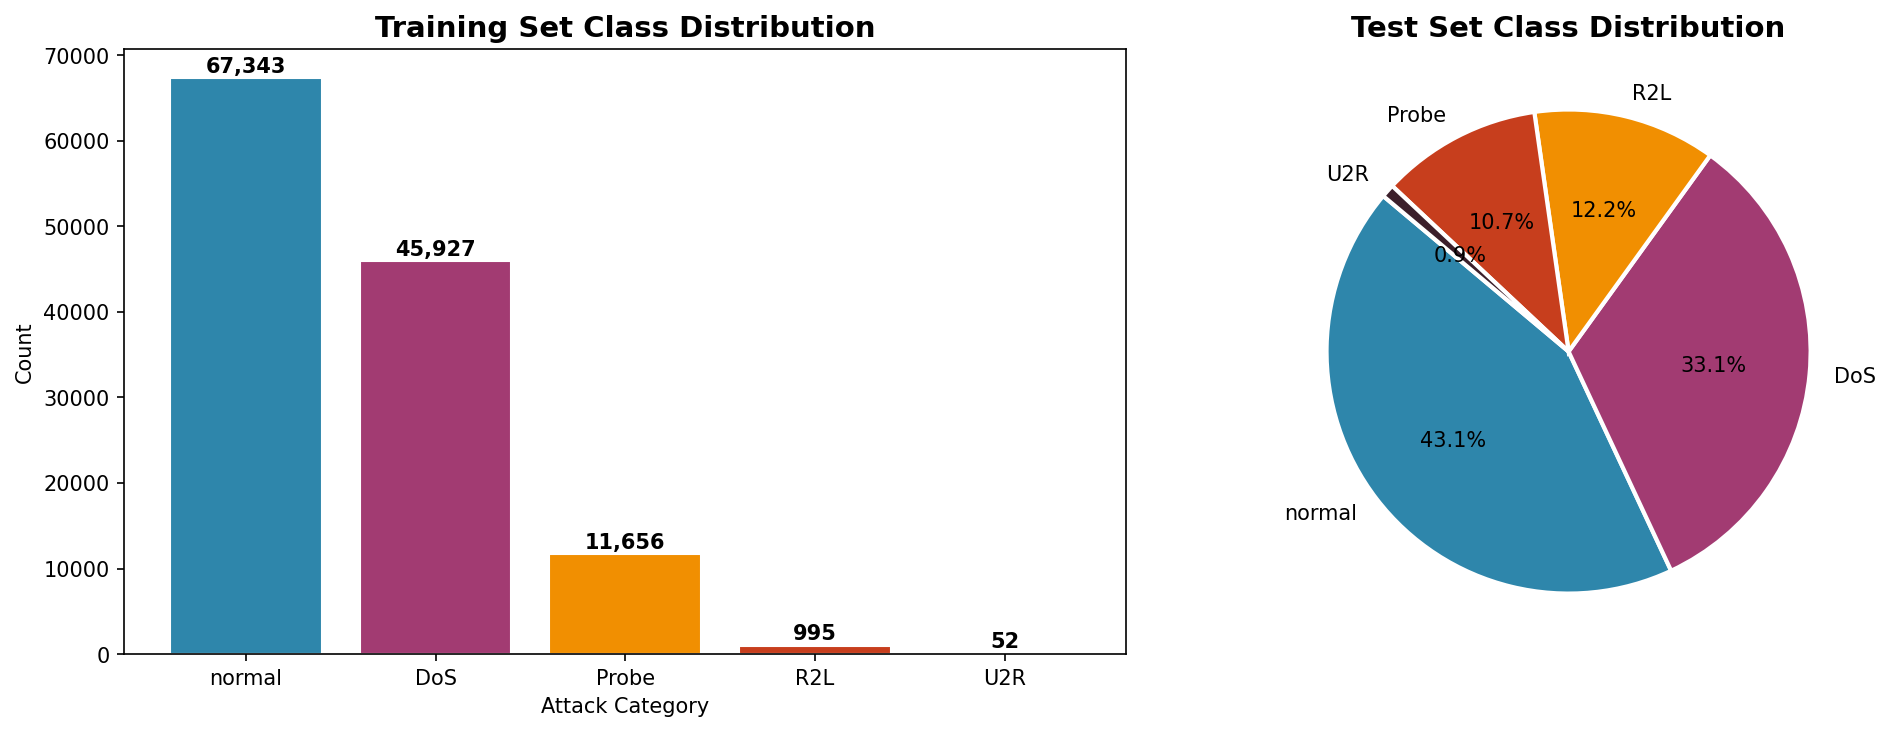 Training Set Class Distribution
70000
60000
50000
40000
30000
20000
10000
0
Count
67,343
45,927
11,656
995
52
normal
DoS
Probe
R2L
U2R
Attack Category
Test Set Class Distribution
R2L
Probe
U2R
12.2%
10.7%
0.9%
33.1%
DoS
43.1%
normal